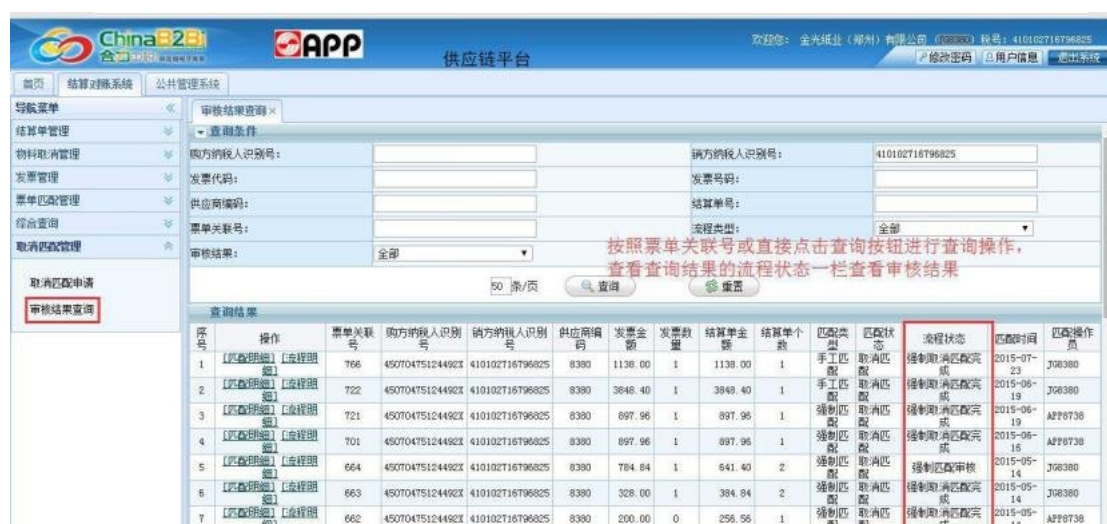 ChinaB2Bi
APP
供应链平台
欢迎您： 金光纸业（郑州）有限公司 (JG8380) 税号：410102716796825
修改密码 用户信息 退出系统
首页 结算对账系统 公共管理系统
导航菜单
审核结果查询×
结算单管理
查询条件
物料取消管理
购方纳税人识别号： 销方纳税人识别号： 410102716796825
发票管理
发票代码： 发票号码：
票单匹配管理
供应商编码： 结算单号：
综合查询
票单关联号： 流程类型： 全部
取消匹配管理
审核结果： 全部
按照票单关联号或直接点击查询按钮进行查询操作，
查看查询结果的流程状态一栏查看审核结果
取消匹配申请
50 条/页 查询 重置
审核结果查询
查询结果
序号 操作 票单关联号 购方纳税人识别号 销方纳税人识别号 供应商编码 发票金额 发票数量 结算单金额 结算单个数 匹配类型 匹配状态 流程状态 匹配时间 匹配操作员
1 [匹配明细] [流程明细] 766 45070475124492X 410102716796825 8380 1138.00 1 1138.00 1 手工匹配 取消匹配 强制取消匹配完成 2015-07-23 JG8380
2 [匹配明细] [流程明细] 722 45070475124492X 410102716796825 8380 3848.40 1 3848.40 1 手工匹配 取消匹配 强制取消匹配完成 2015-06-19 JG8380
3 [匹配明细] [流程明细] 721 45070475124492X 410102716796825 8380 897.96 1 897.96 1 强制匹配 取消匹配 强制取消匹配完成 2015-06-19 APP8738
4 [匹配明细] [流程明细] 701 45070475124492X 410102716796825 8380 897.96 1 897.96 1 强制匹配 取消匹配 强制取消匹配完成 2015-06-16 APP8738
5 [匹配明细] [流程明细] 664 45070475124492X 410102716796825 8380 784.84 1 641.40 2 强制匹配 取消匹配 强制匹配审核 2015-05-14 JG8380
6 [匹配明细] [流程明细] 663 45070475124492X 410102716796825 8380 328.00 1 384.84 2 强制匹配 取消匹配 强制取消匹配完成 2015-05-14 JG8380
7 [匹配明细] [流程明 662 45070475124492X 410102716796825 8380 200.00 0 256.56 1 强制匹 取消匹 强制取消匹配完 2015-05- APP8738